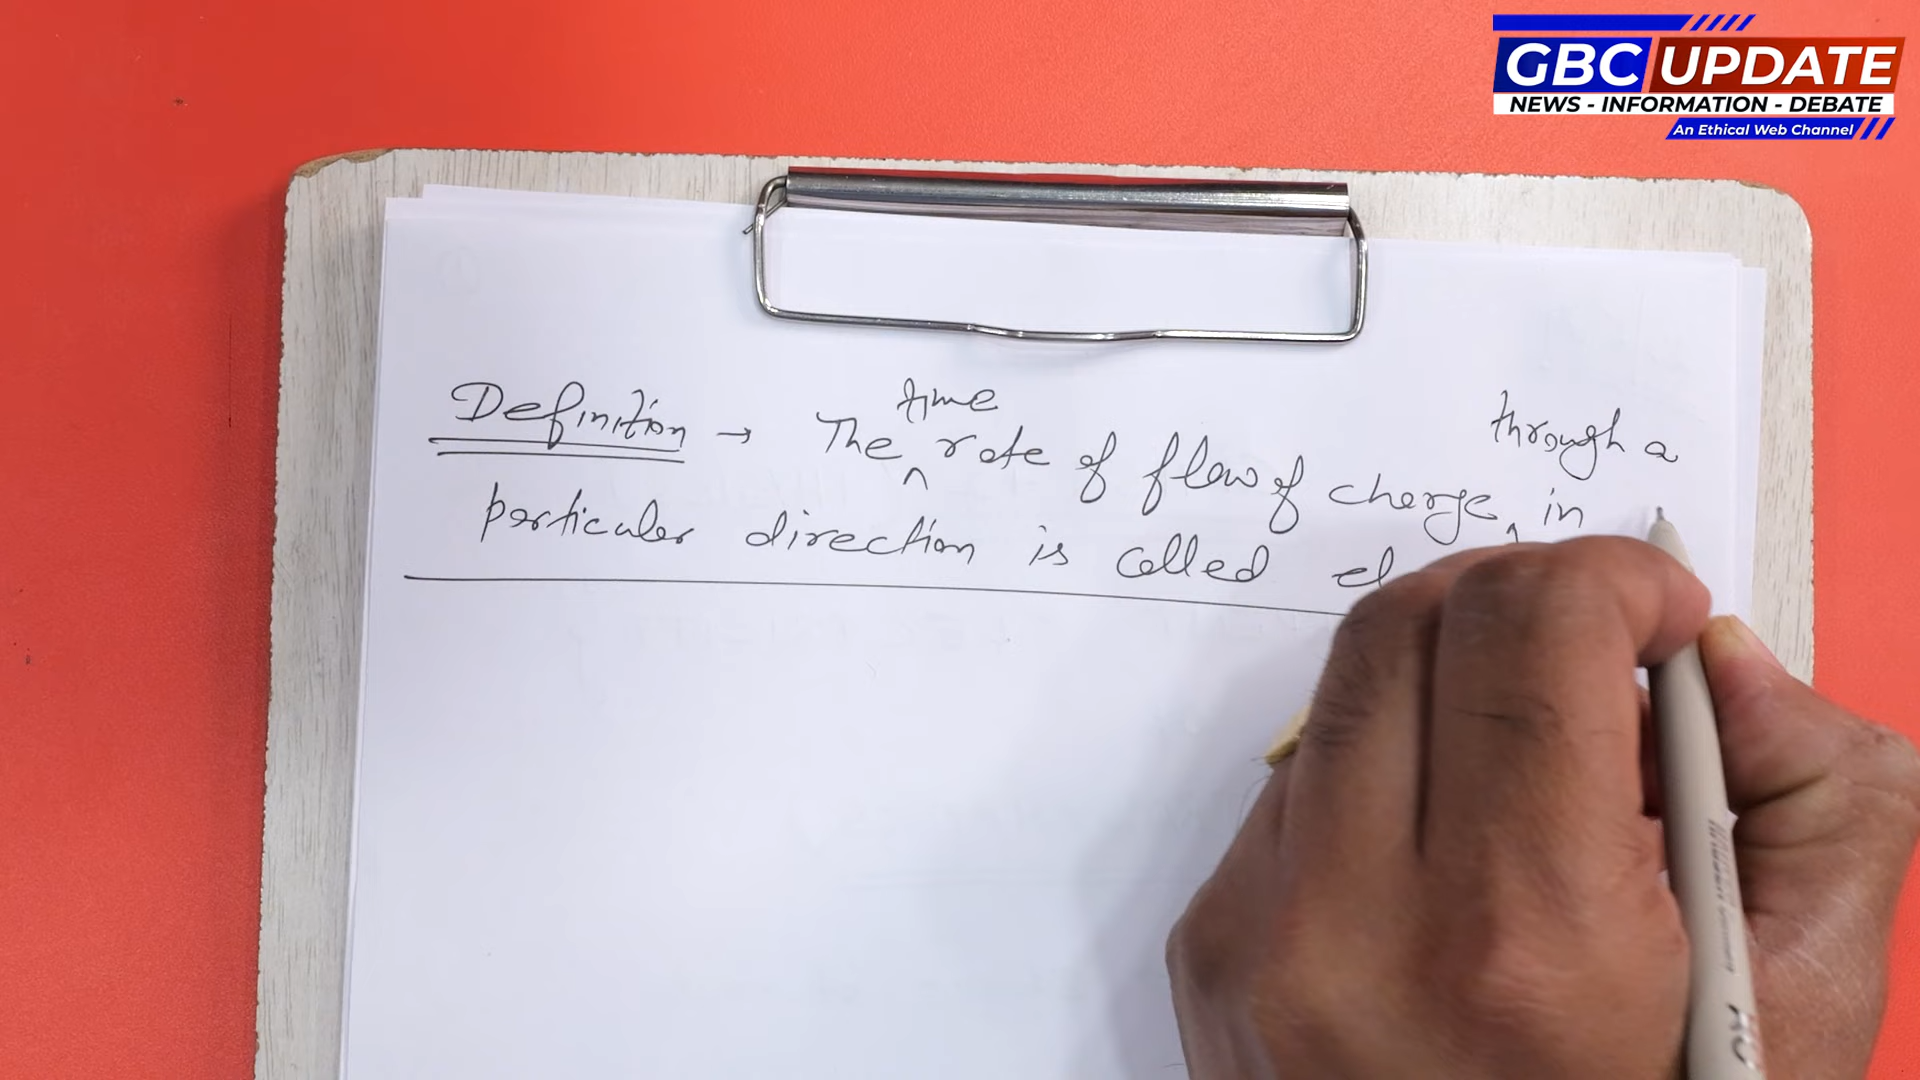 GBC UPDATE
NEWS - INFORMATION - DEBATE
An Ethical Web Channel
time
through a
Definition → The ^ rate of flow of charge ^ in
particular direction is called el